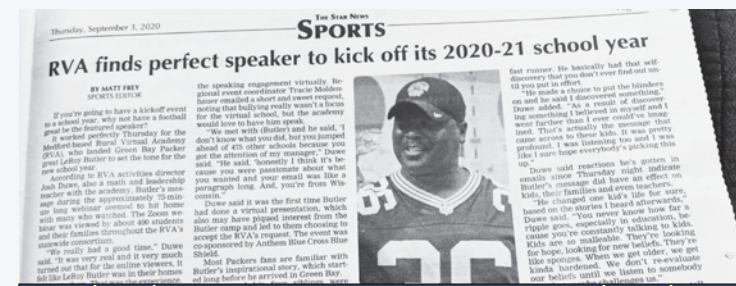 Thursday, September 3, 2020
THE STAR NEWS
SPORTS
RVA finds perfect speaker to kick off its 2020-21 school year
BY MATT FREY
SPORTS EDITOR
If you're going to have a kickoff event
to a school year, why not have a football
great be the featured speaker?
It worked perfectly Thursday for the
Medford-based Rural Virtual Academy
(RVA), who landed Green Bay Packer
great LeRoy Butler to set the tone for the
new school year.
According to RVA activities director
Josh Duwe, also a math and leadership
teacher with the academy, Butler's mes-
sage during the approximately 75-min-
ute long webinar seemed to hit home
with many who watched. The Zoom we-
binar was viewed by about 400 students
and their families throughout the RVA's
statewide consortium.
"We really had a good time," Duwe
said. "It was very real and it very much
turned out that for the online viewers, it
felt like LeRoy Butler was in their homes
the speaking engagement virtually. Re-
gional event coordinator Tracie Molden-
hauer emailed a short and sweet request,
noting that bullying really wasn't a focus
for the virtual school, but the academy
would love to have him speak.
"We met with (Butler) and he said, 'I
don't know what you did, but you jumped
ahead of 475 other schools because you
got the attention of my manager,'" Duwe
said. "He said, 'honestly I think it's be-
cause you were passionate about what
you wanted and your email was like a
paragraph long. And, you're from Wis-
consin.'"
Duwe said it was the first time Butler
had done a virtual presentation, which
also may have piqued interest from the
Butler camp and led to them choosing to
accept the RVA's request. The event was
co-sponsored by Anthem Blue Cross Blue
Shield.
Most Packers fans are familiar with
Butler's inspirational story, which start-
ed long before he arrived in Green Bay.
36
fast runner. He basically had that self-
discovery that you don't ever find out un-
til you put in effort.
"He made a choice to put the blinders
on and he said I discovered something,"
Duwe added. "As a result of discover-
ing something I believed in myself and I
went further than I ever could've imag-
ined. That's actually the message that
came across to these kids. It was pretty
profound. I was listening too and I was
like I sure hope everybody's picking this
up."
Duwe said reactions he's gotten in
emails since Thursday night indicate
Butler's message did have an effect on
kids, their families and even teachers.
"He changed one kid's life for sure,
based on the stories I heard afterwards,"
Duwe said. "You never know how far a
ripple goes, especially in education, be-
cause you're constantly talking to kids.
Kids are so malleable. They're looking
for hope, looking for new beliefs. They're
like sponges. When we get older, we get
kinda hardened. We don't re-evaluate
our beliefs until we listen to somebody
challenges us."